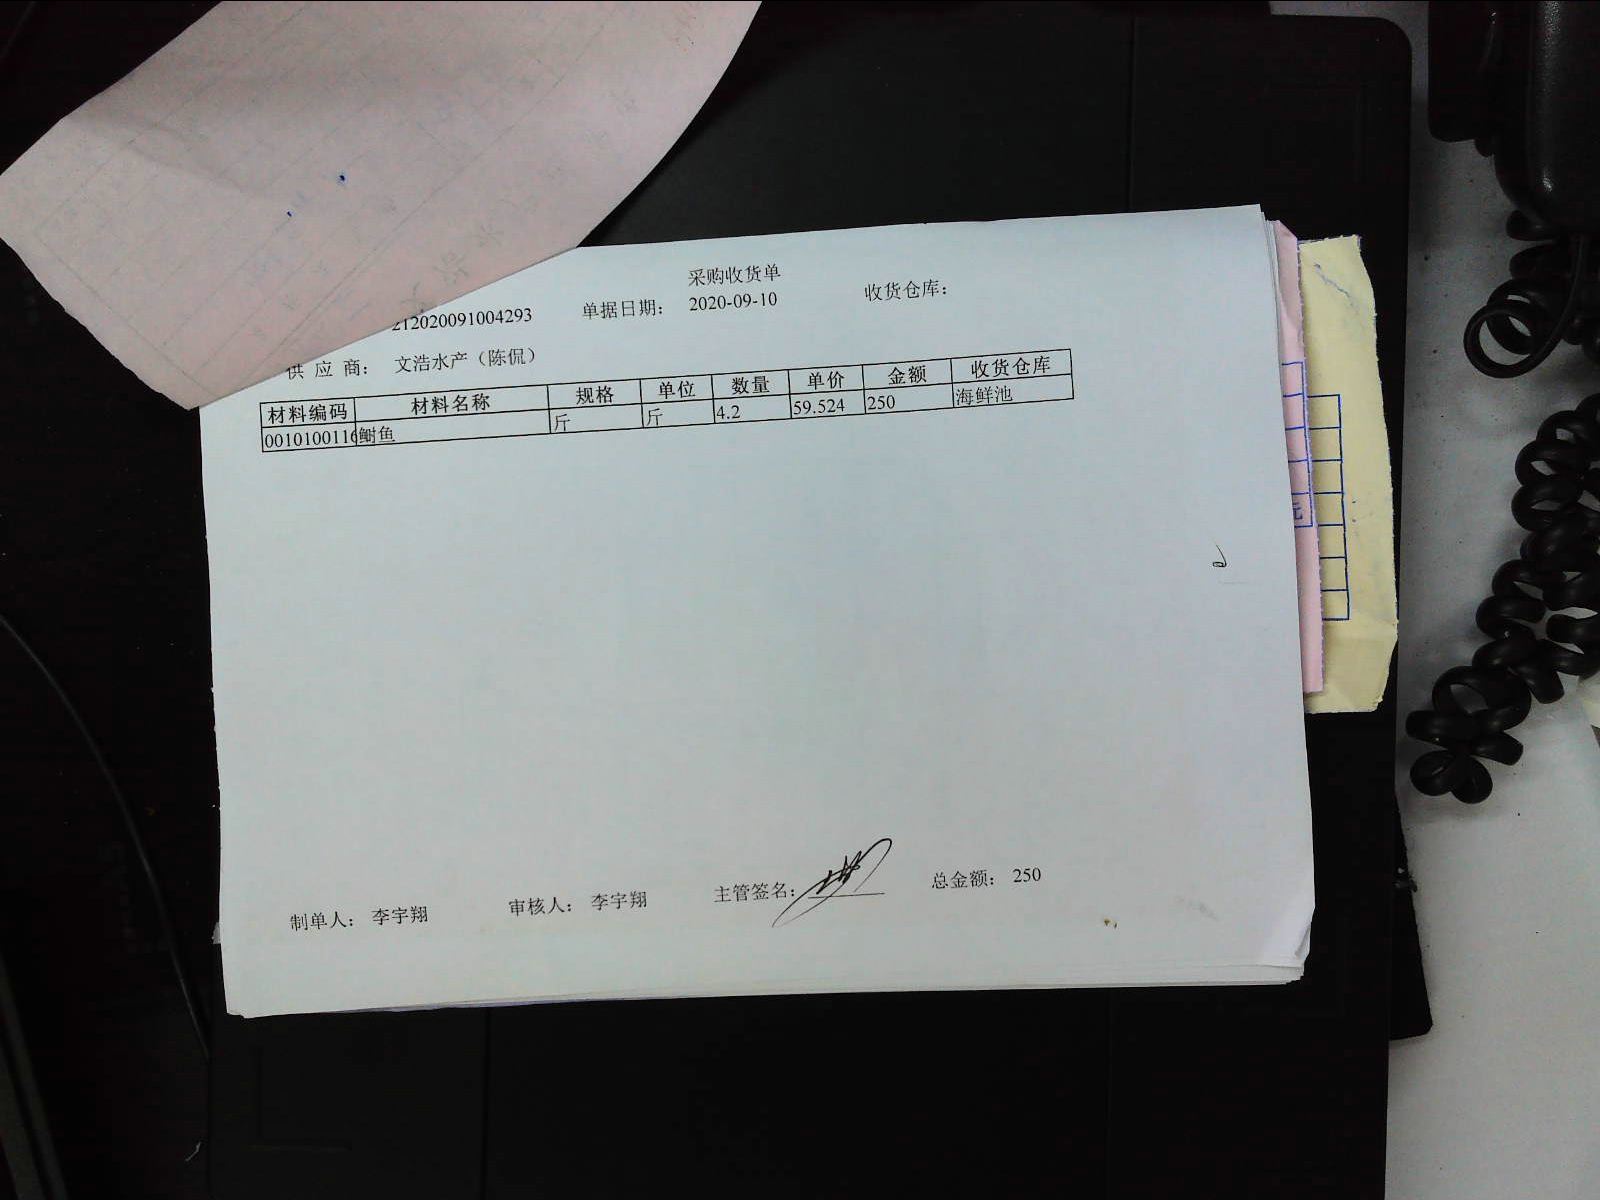 采购收货单
212020091004293 单据日期： 2020-09-10 收货仓库：
供 应 商： 文浩水产（陈侃）
材料编码 材料名称 规格 单位 数量 单价 金额 收货仓库
0010100116 鲥鱼 斤 斤 4.2 59.524 250 海鲜池
元
制单人： 李宇翔 审核人： 李宇翔 主管签名： 总金额： 250